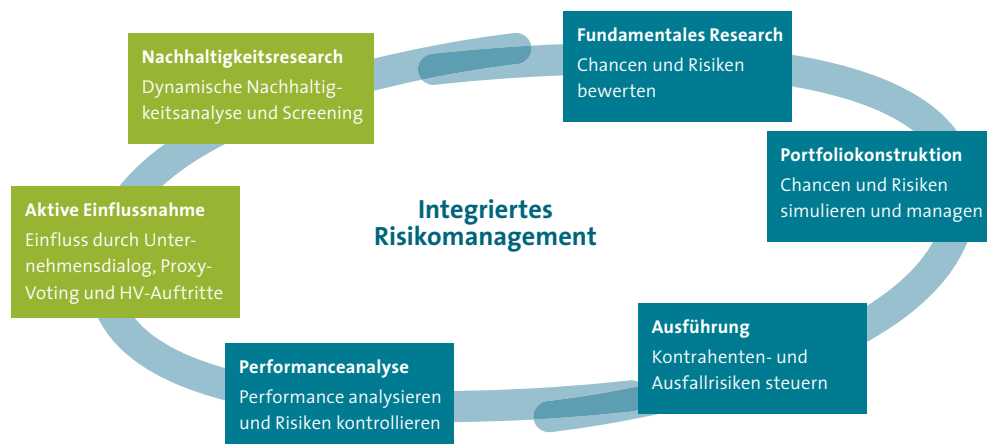 Nachhaltigkeitsresearch
Dynamische Nachhaltig-
keitsanalyse und Screening
Fundamentales Research
Chancen und Risiken
bewerten
Portfoliokonstruktion
Chancen und Risiken
simulieren und managen
Ausführung
Kontrahenten- und
Ausfallrisiken steuern
Performanceanalyse
Performance analysieren
und Risiken kontrollieren
Aktive Einflussnahme
Einfluss durch Unter-
nehmensdialog, Proxy-
Voting und HV-Auftritte
Integriertes
Risikomanagement